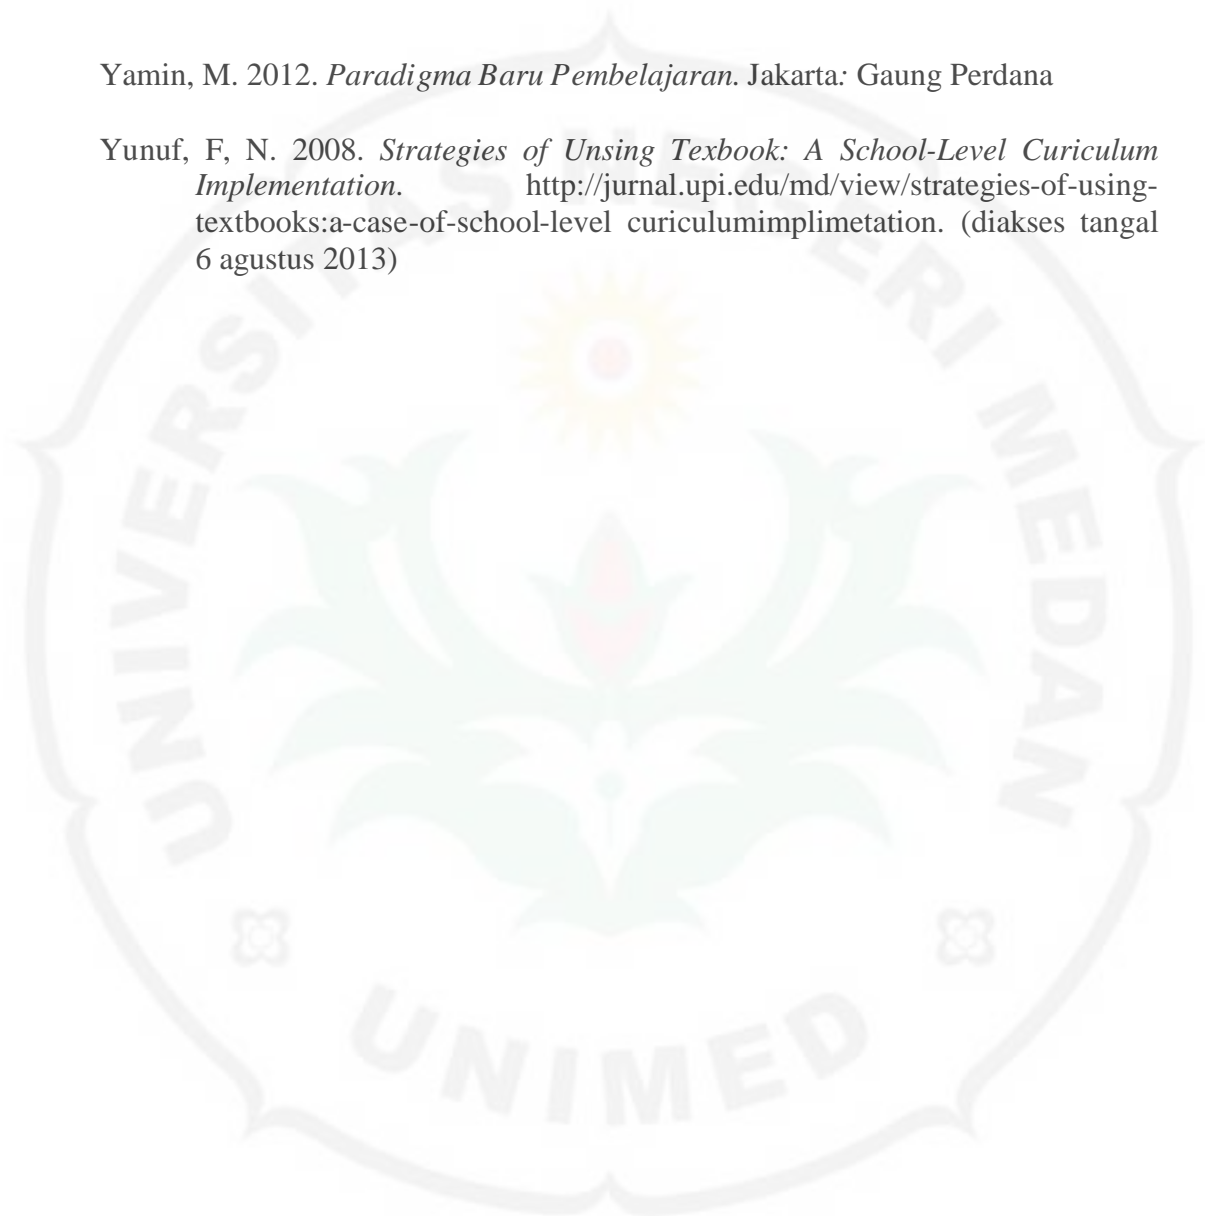 Yamin, M. 2012. Paradigma Baru Pembelajaran. Jakarta: Gaung Perdana
Yunuf, F, N. 2008. Strategies of Unsing Texbook: A School-Level Curiculum
Implementation. http://jurnal.upi.edu/md/view/strategies-of-using-
textbooks:a-case-of-school-level curiculumimplimetation. (diakses tangal
6 agustus 2013)
UNIVERSITAS NEGERI MEDAN
UNIMED